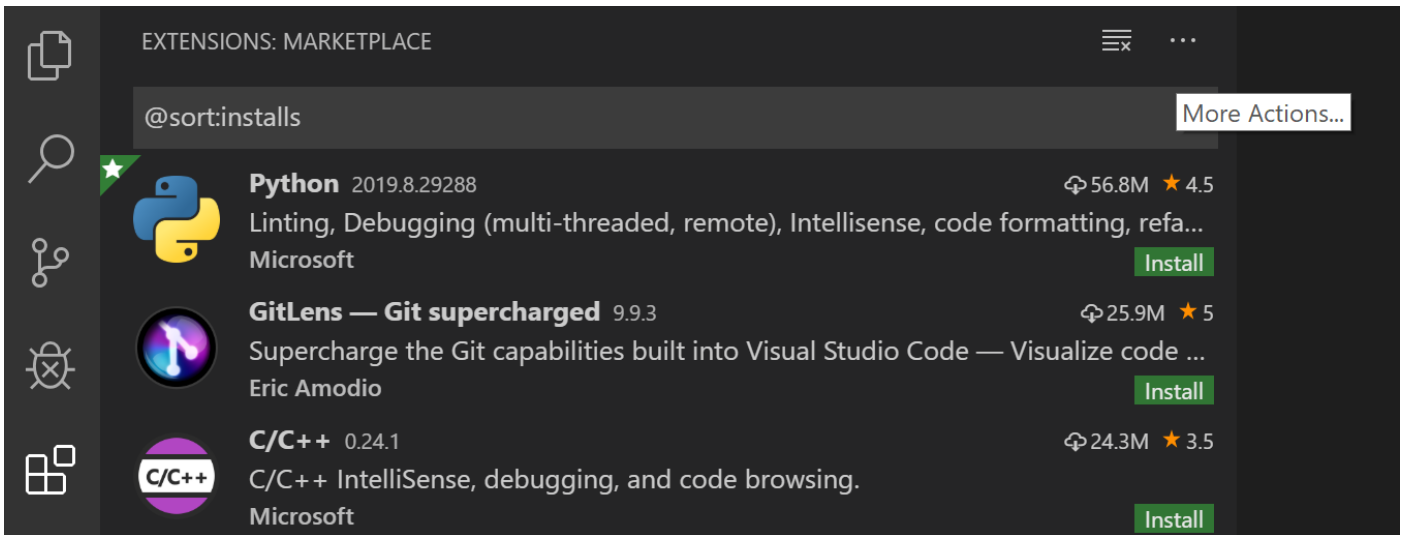 EXTENSIONS: MARKETPLACE
@sort:installs
More Actions...
Python 2019.8.29288 56.8M 4.5
Linting, Debugging (multi-threaded, remote), Intellisense, code formatting, refa...
Microsoft Install
GitLens — Git supercharged 9.9.3 25.9M 5
Supercharge the Git capabilities built into Visual Studio Code — Visualize code ...
Eric Amodio Install
C/C++ C/C++ 0.24.1 24.3M 3.5
C/C++ IntelliSense, debugging, and code browsing.
Microsoft Install